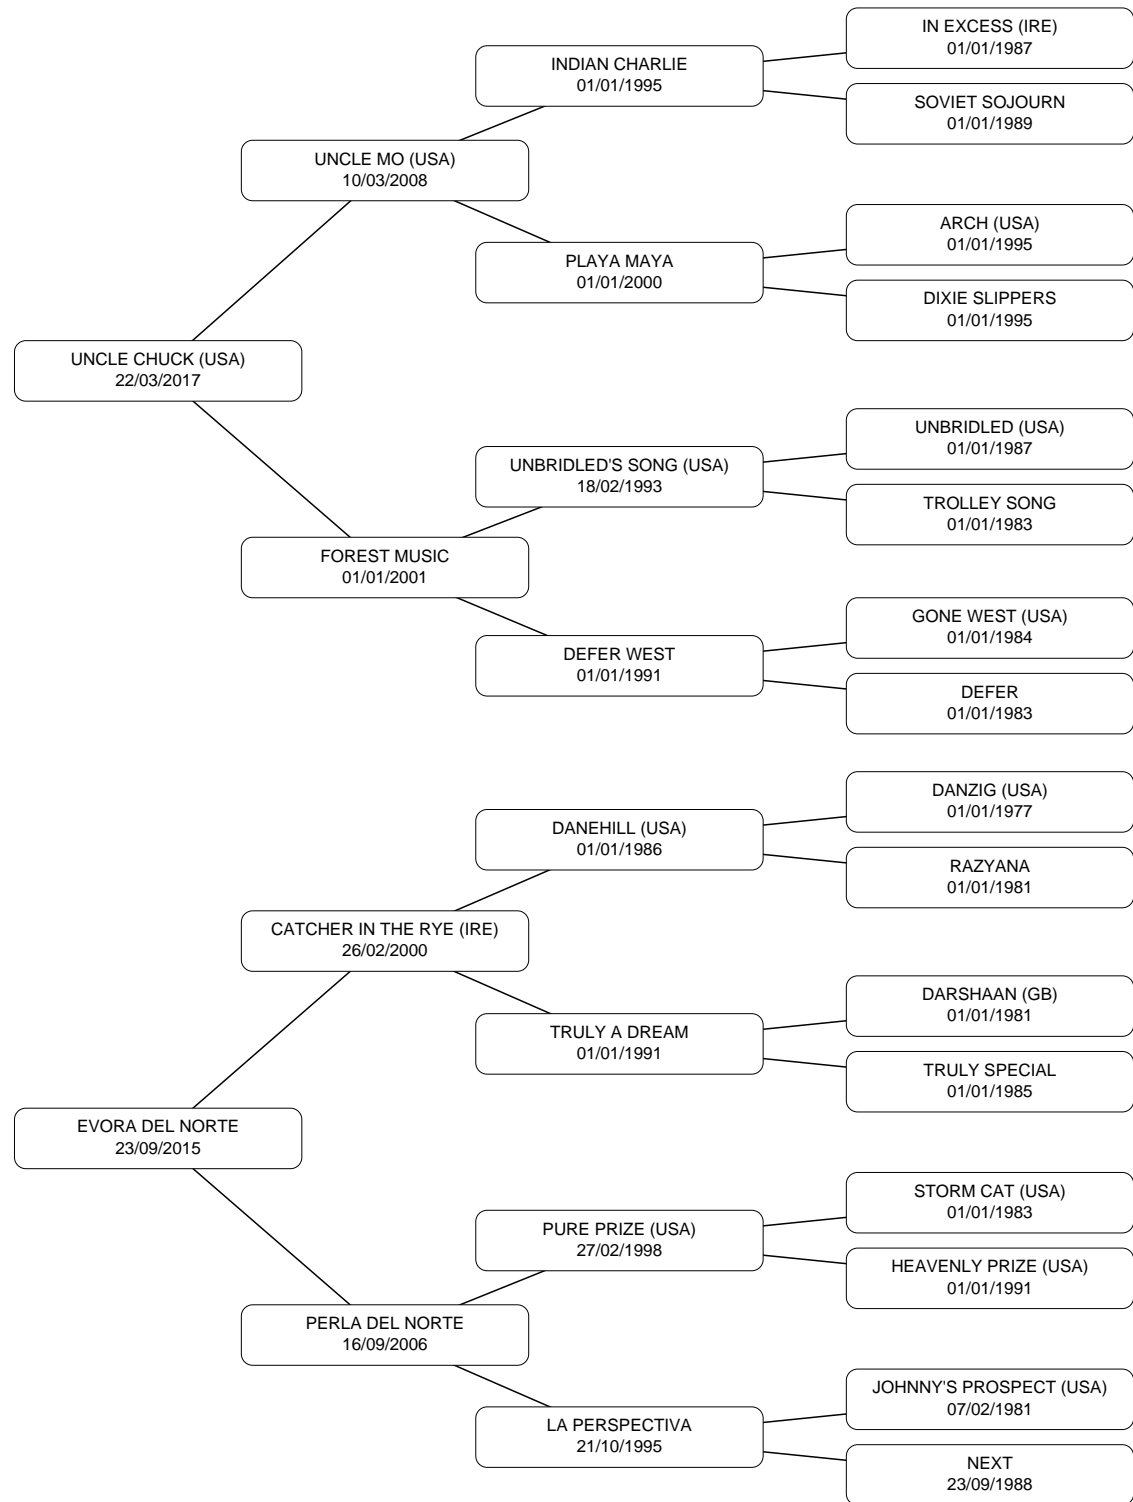 IN EXCESS (IRE)
01/01/1987
INDIAN CHARLIE
01/01/1995
SOVIET SOJOURN
01/01/1989
UNCLE MO (USA)
10/03/2008
ARCH (USA)
01/01/1995
PLAYA MAYA
01/01/2000
DIXIE SLIPPERS
01/01/1995
UNCLE CHUCK (USA)
22/03/2017
UNBRIDLED (USA)
01/01/1987
UNBRIDLED'S SONG (USA)
18/02/1993
TROLLEY SONG
01/01/1983
FOREST MUSIC
01/01/2001
GONE WEST (USA)
01/01/1984
DEFER WEST
01/01/1991
DEFER
01/01/1983
DANZIG (USA)
01/01/1977
DANEHILL (USA)
01/01/1986
RAZYANA
01/01/1981
CATCHER IN THE RYE (IRE)
26/02/2000
DARSHAAN (GB)
01/01/1981
TRULY A DREAM
01/01/1991
TRULY SPECIAL
01/01/1985
EVORA DEL NORTE
23/09/2015
STORM CAT (USA)
01/01/1983
PURE PRIZE (USA)
27/02/1998
HEAVENLY PRIZE (USA)
01/01/1991
PERLA DEL NORTE
16/09/2006
JOHNNY'S PROSPECT (USA)
07/02/1981
LA PERSPECTIVA
21/10/1995
NEXT
23/09/1988